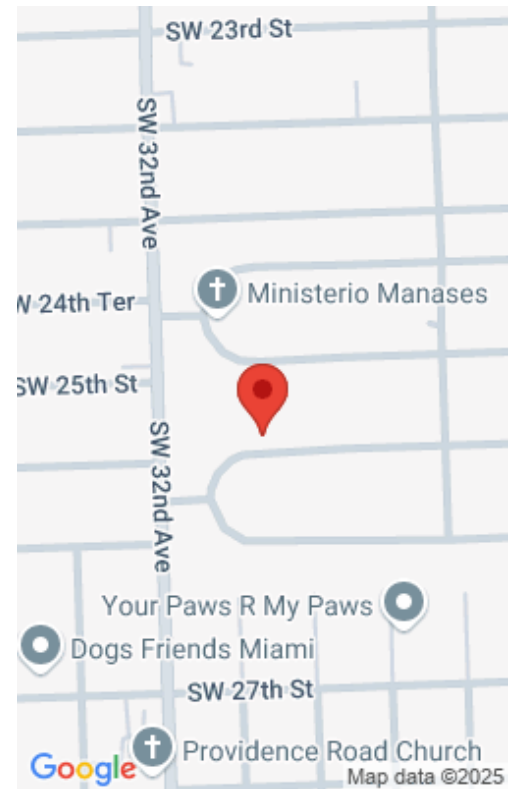 SW 23rd St
SW 32nd Ave
Ministerio Manases
W 24th Ter
SW 25th St
SW 32nd Ave
Your Paws R My Paws
Dogs Friends Miami
SW 27th St
Providence Road Church
Google
Map data ©2025